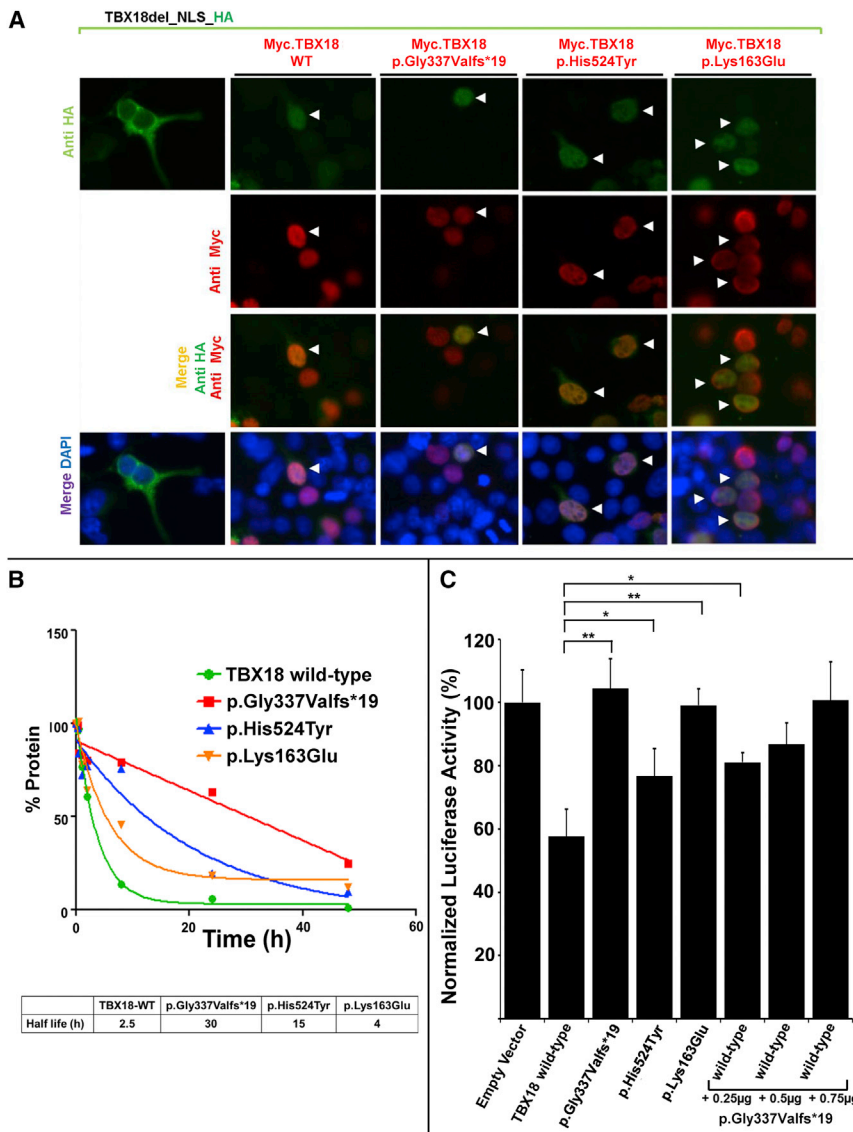 A
TBX18del_NLS_HA
Myc.TBX18
WT
Myc.TBX18
p.Gly337Valfs*19
Myc.TBX18
p.His524Tyr
Myc.TBX18
p.Lys163Glu
Anti HA
Anti Myc
Merge
Anti HA
Anti Myc
Merge DAPI
B
150
100
50
0
0
20
40
60
% Protein
Time (h)
TBX18 wild-type
p.Gly337Valfs*19
p.His524Tyr
p.Lys163Glu
TBX18-WT p.Gly337Valfs*19 p.His524Tyr p.Lys163Glu
Half life (h) 2.5 30 15 4
C
*
**
*
**
Normalized Luciferase Activity (%)
120
100
80
60
40
20
Empty Vector
TBX18 wild-type
p.Gly337Valfs*19
p.His524Tyr
p.Lys163Glu
wild-type
wild-type
wild-type
+ 0.25µg + 0.5µg + 0.75µg
p.Gly337Valfs*19